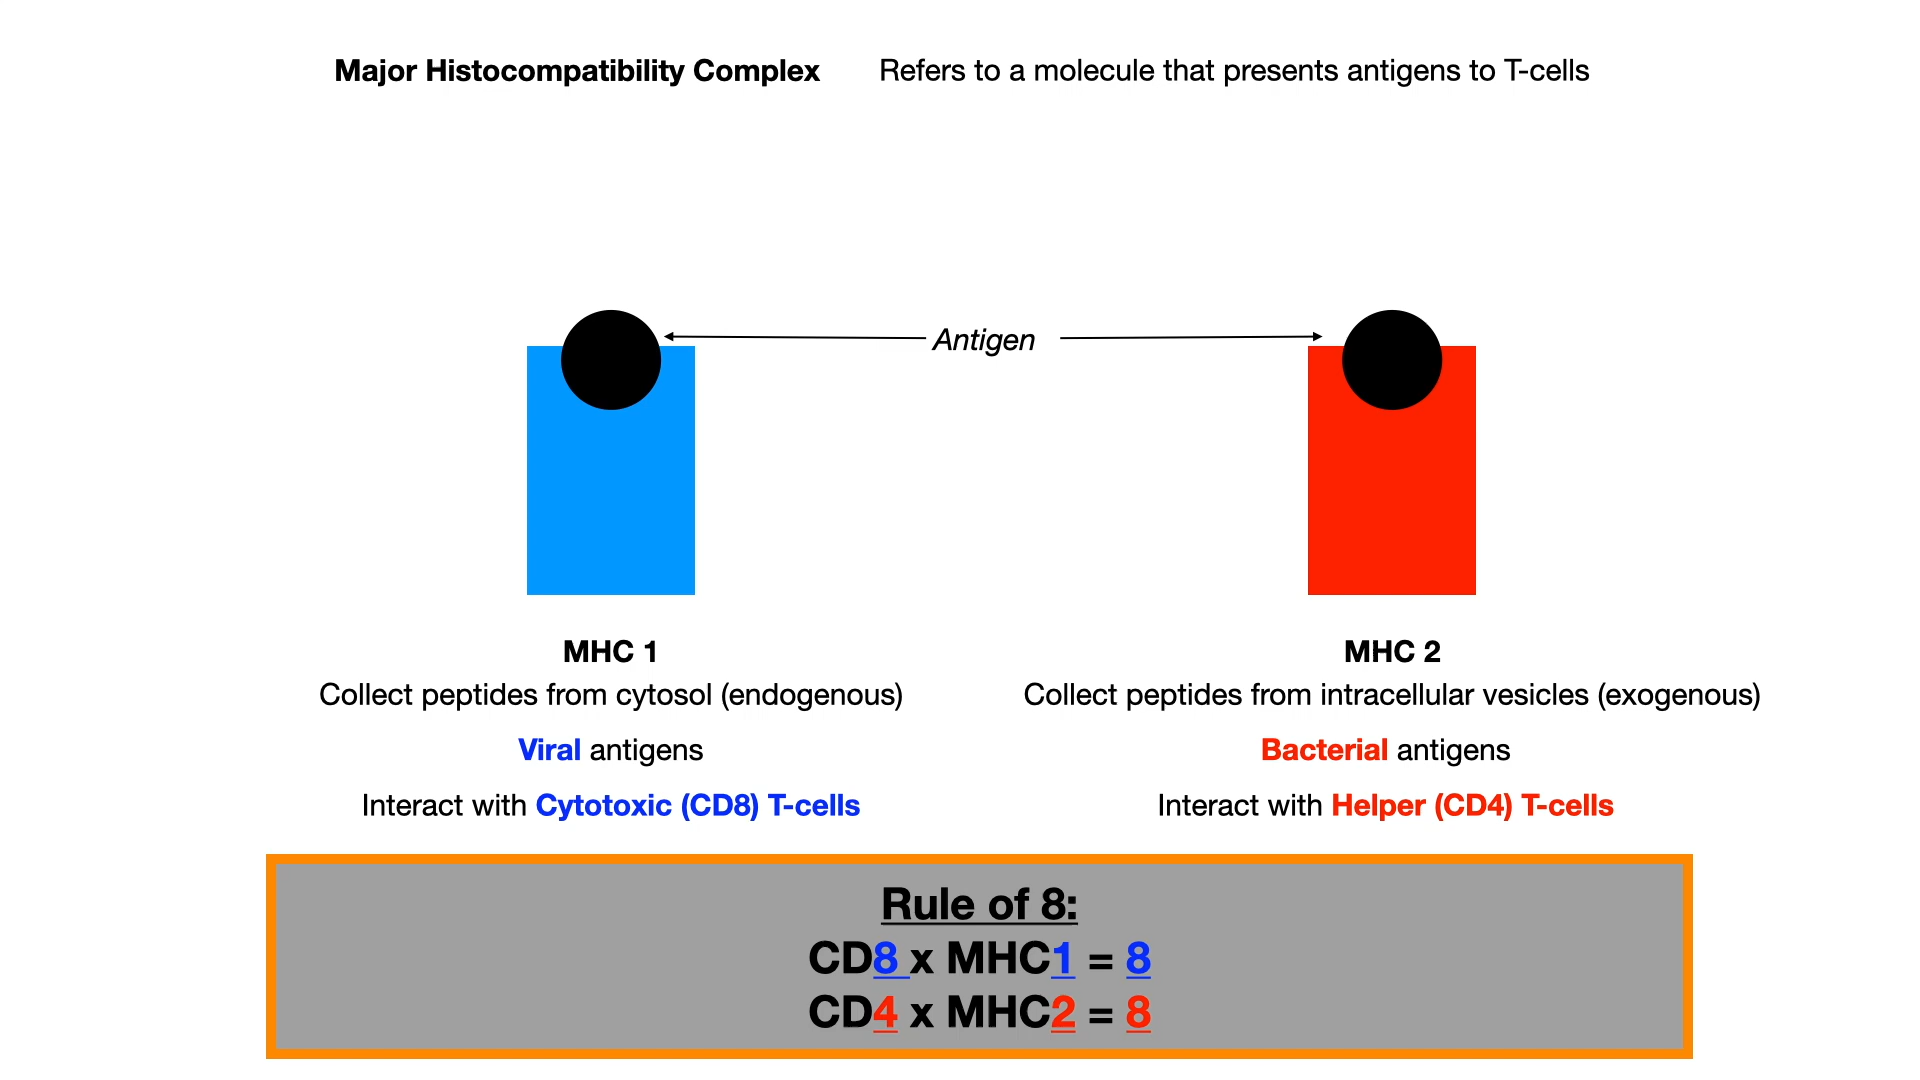 Major Histocompatibility Complex Refers to a molecule that presents antigens to T-cells
Antigen
MHC 1
Collect peptides from cytosol (endogenous)
Viral antigens
Interact with Cytotoxic (CD8) T-cells
MHC 2
Collect peptides from intracellular vesicles (exogenous)
Bacterial antigens
Interact with Helper (CD4) T-cells
Rule of 8:
CD8 x MHC1 = 8
CD4 x MHC2 = 8